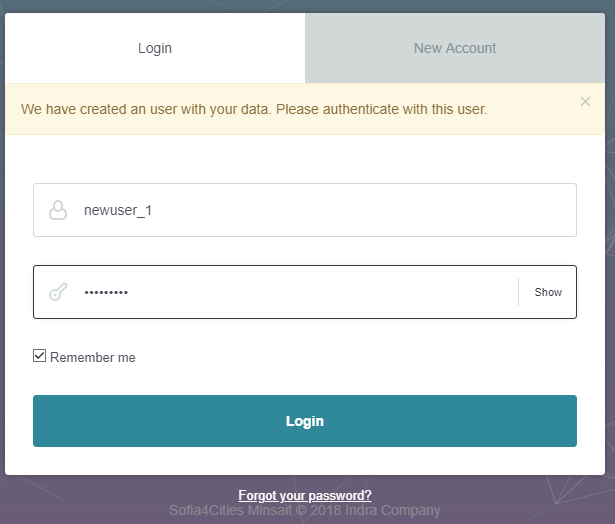 Login
New Account
We have created an user with your data. Please authenticate with this user.
×
newuser_1
•••••••••
Show
Remember me
Login
Forgot your password?
Sofia4Cities Minsait © 2018 Indra Company